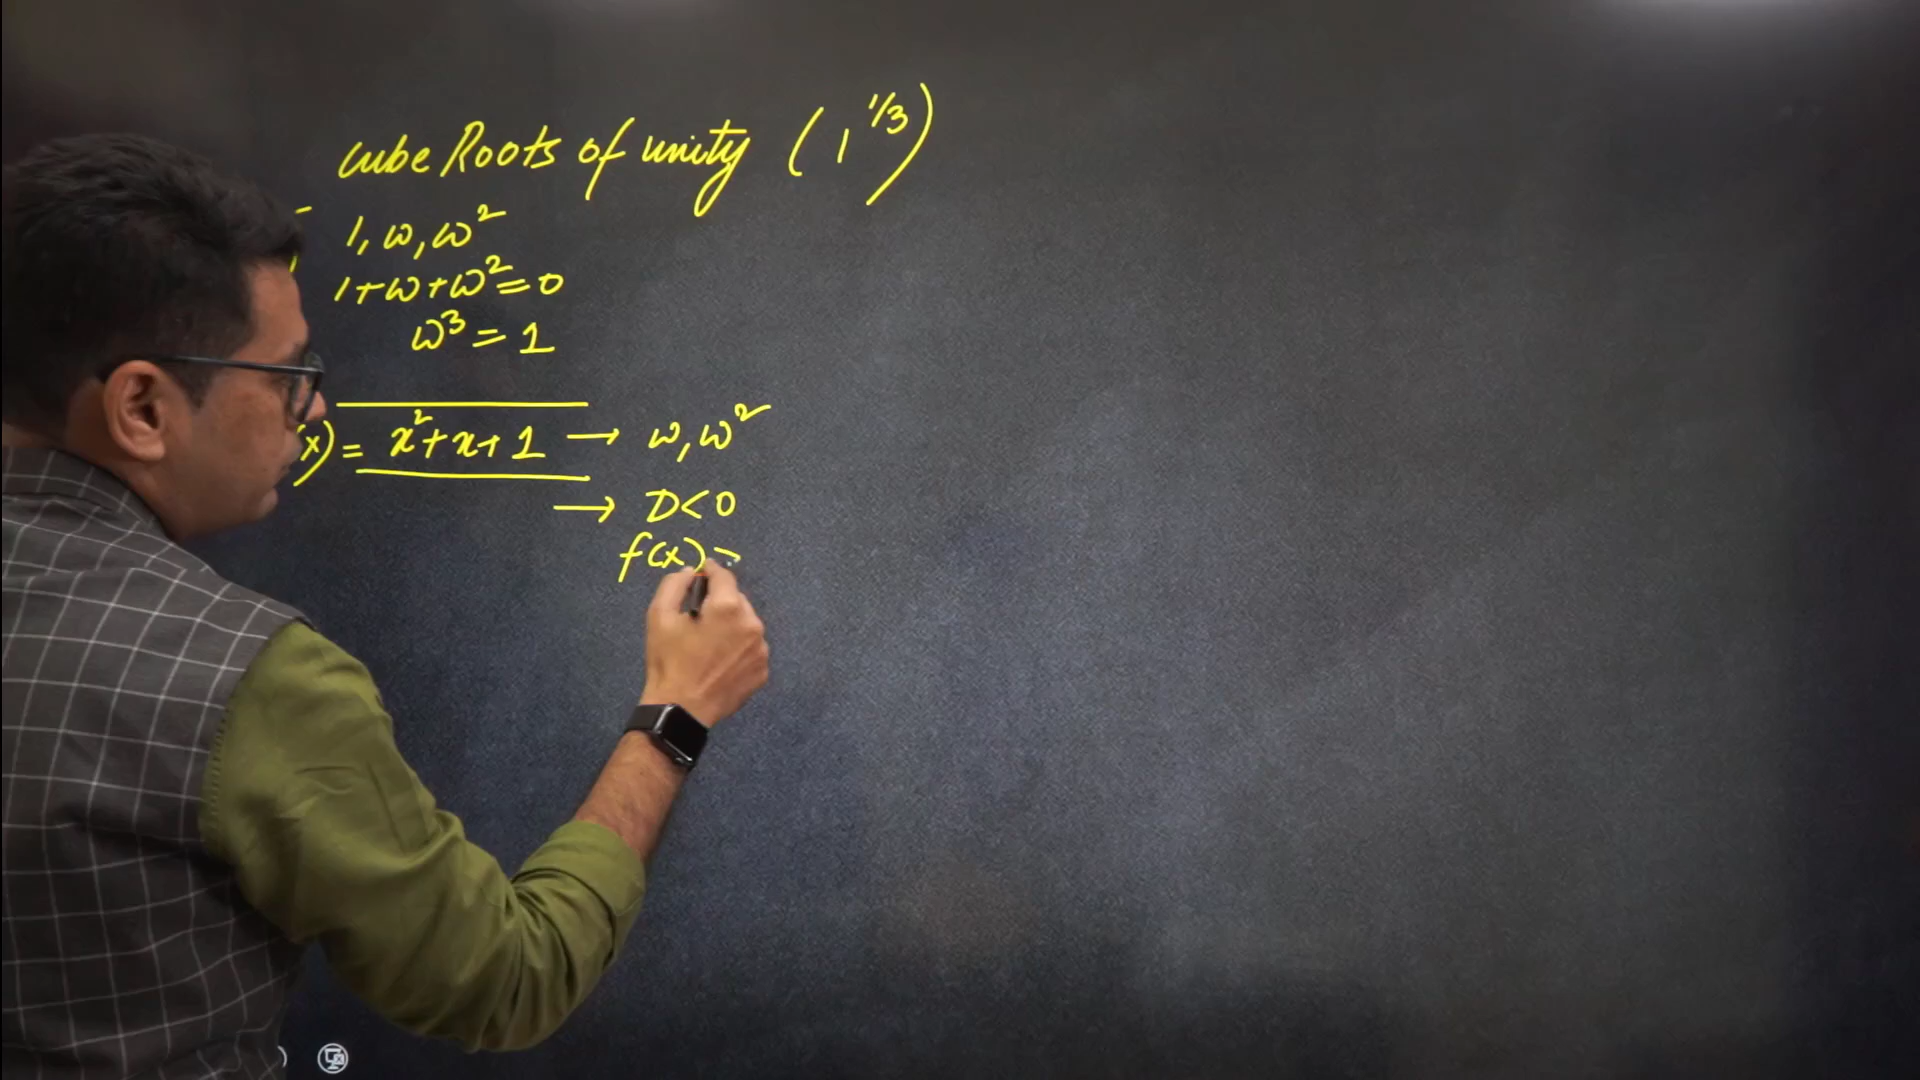 cube Roots of unity (1^1/3)
1, ω, ω²
1+ω+ω²=0
ω³ = 1
(x) = x²+x+1 → ω, ω²
→ D<0
f(x) >